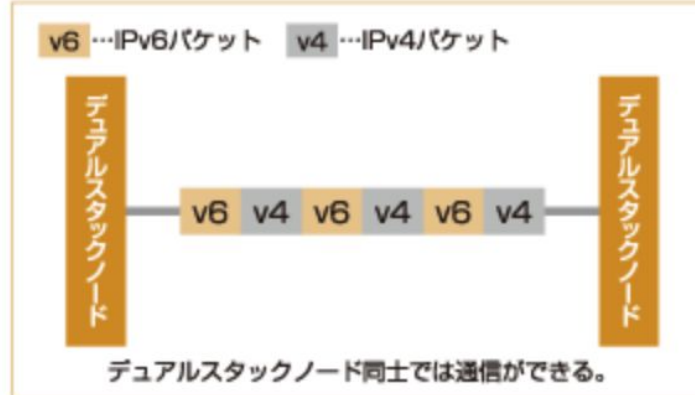 v6 …IPv6パケット v4 …IPv4パケット
デュアルスタックノード
v6 v4 v6 v4 v6 v4
デュアルスタックノード
デュアルスタックノード同士では通信ができる。